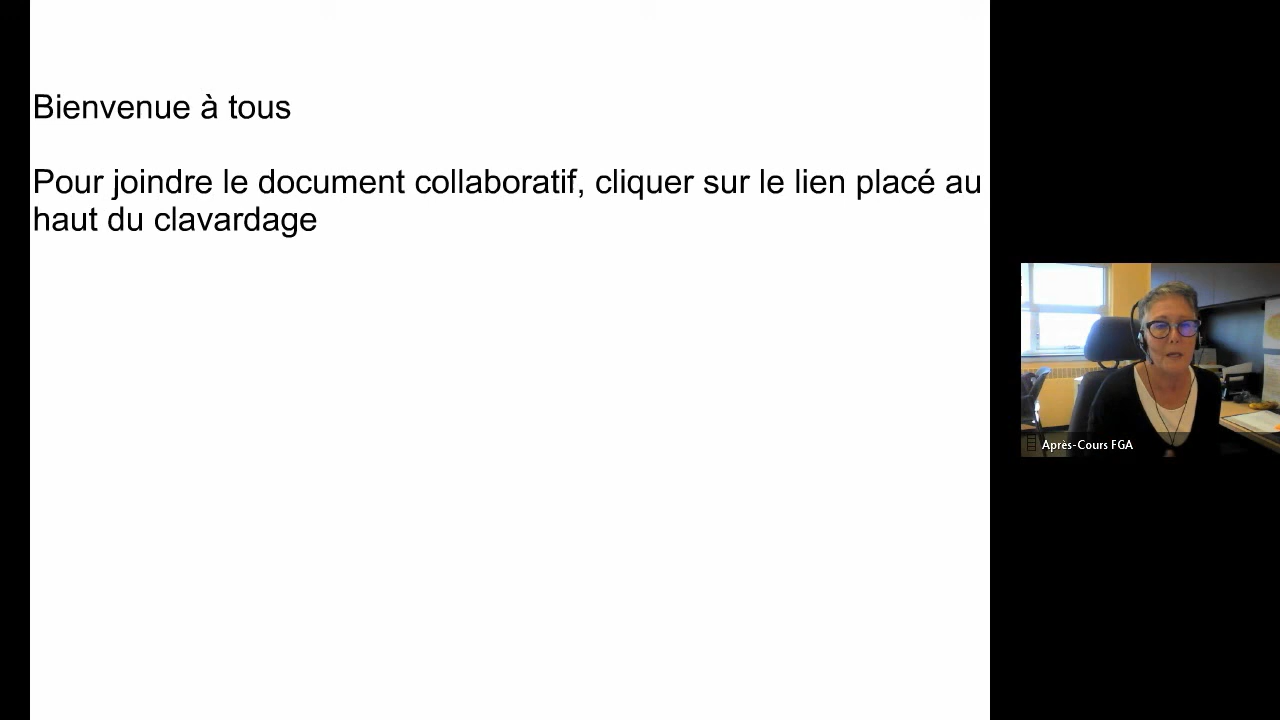 Bienvenue à tous
Pour joindre le document collaboratif, cliquer sur le lien placé au
haut du clavardage
Après-Cours FGA